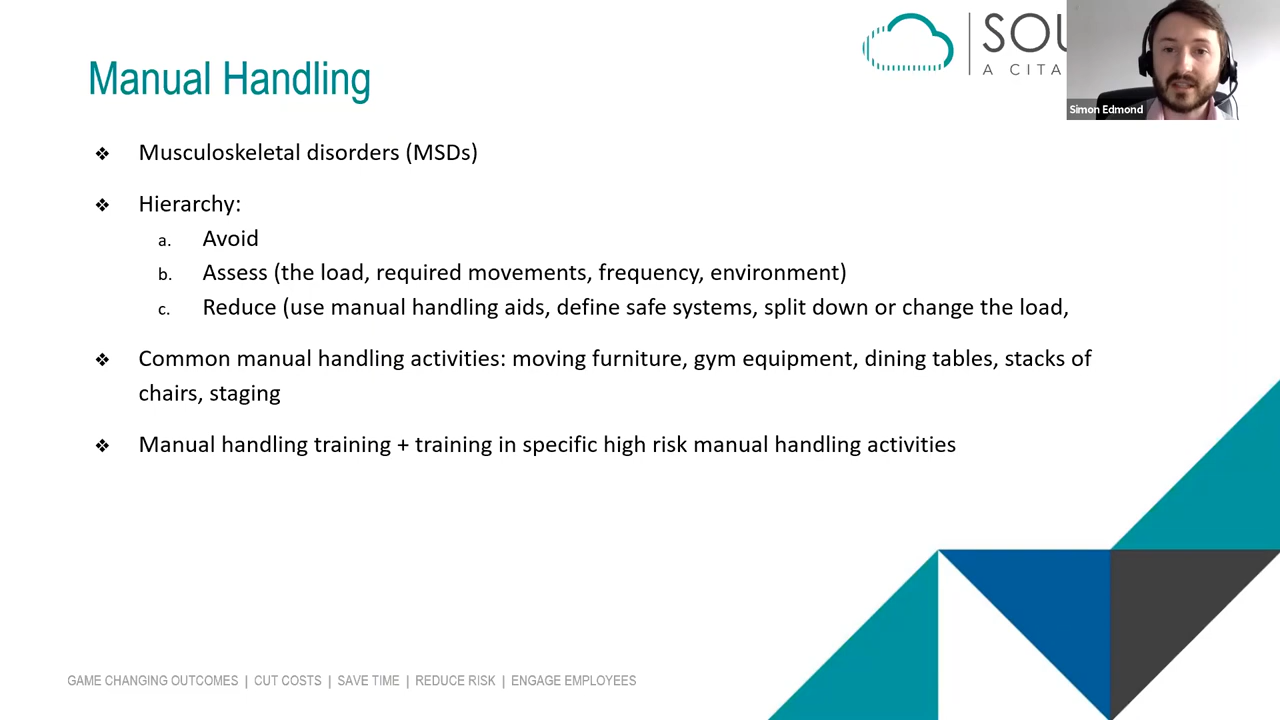 Manual Handling
SOU
A CITA
Simon Edmond
❖ Musculoskeletal disorders (MSDs)
❖ Hierarchy:
a. Avoid
b. Assess (the load, required movements, frequency, environment)
c. Reduce (use manual handling aids, define safe systems, split down or change the load,
❖ Common manual handling activities: moving furniture, gym equipment, dining tables, stacks of
chairs, staging
❖ Manual handling training + training in specific high risk manual handling activities
GAME CHANGING OUTCOMES | CUT COSTS | SAVE TIME | REDUCE RISK | ENGAGE EMPLOYEES